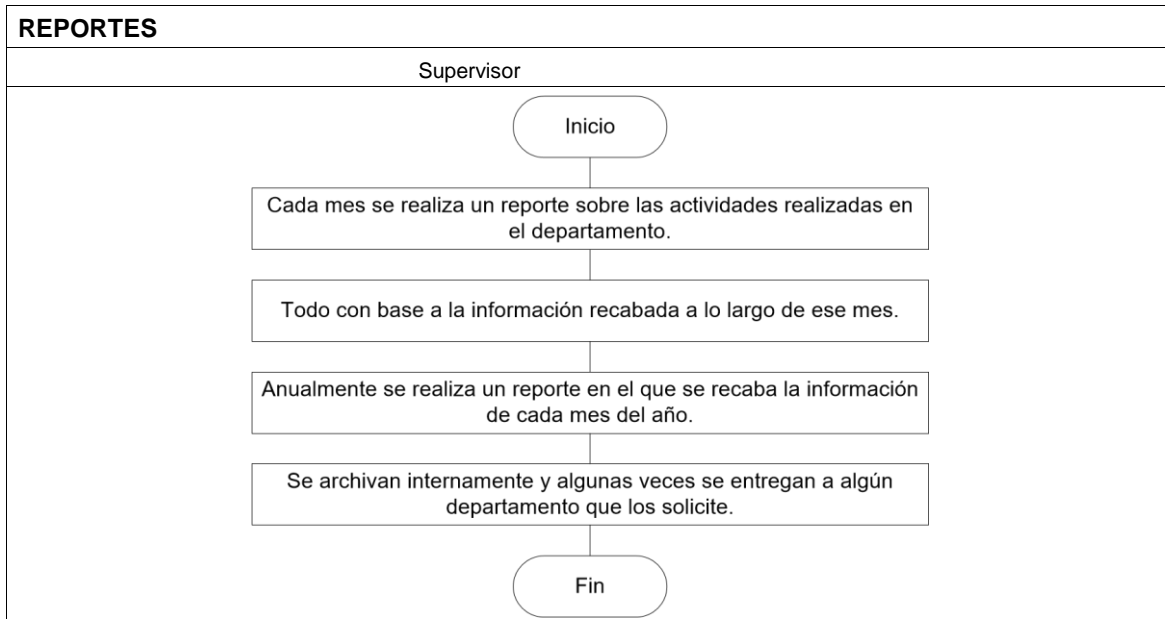 REPORTES
Supervisor
Inicio
Cada mes se realiza un reporte sobre las actividades realizadas en
el departamento.
Todo con base a la información recabada a lo largo de ese mes.
Anualmente se realiza un reporte en el que se recaba la información
de cada mes del año.
Se archivan internamente y algunas veces se entregan a algún
departamento que los solicite.
Fin